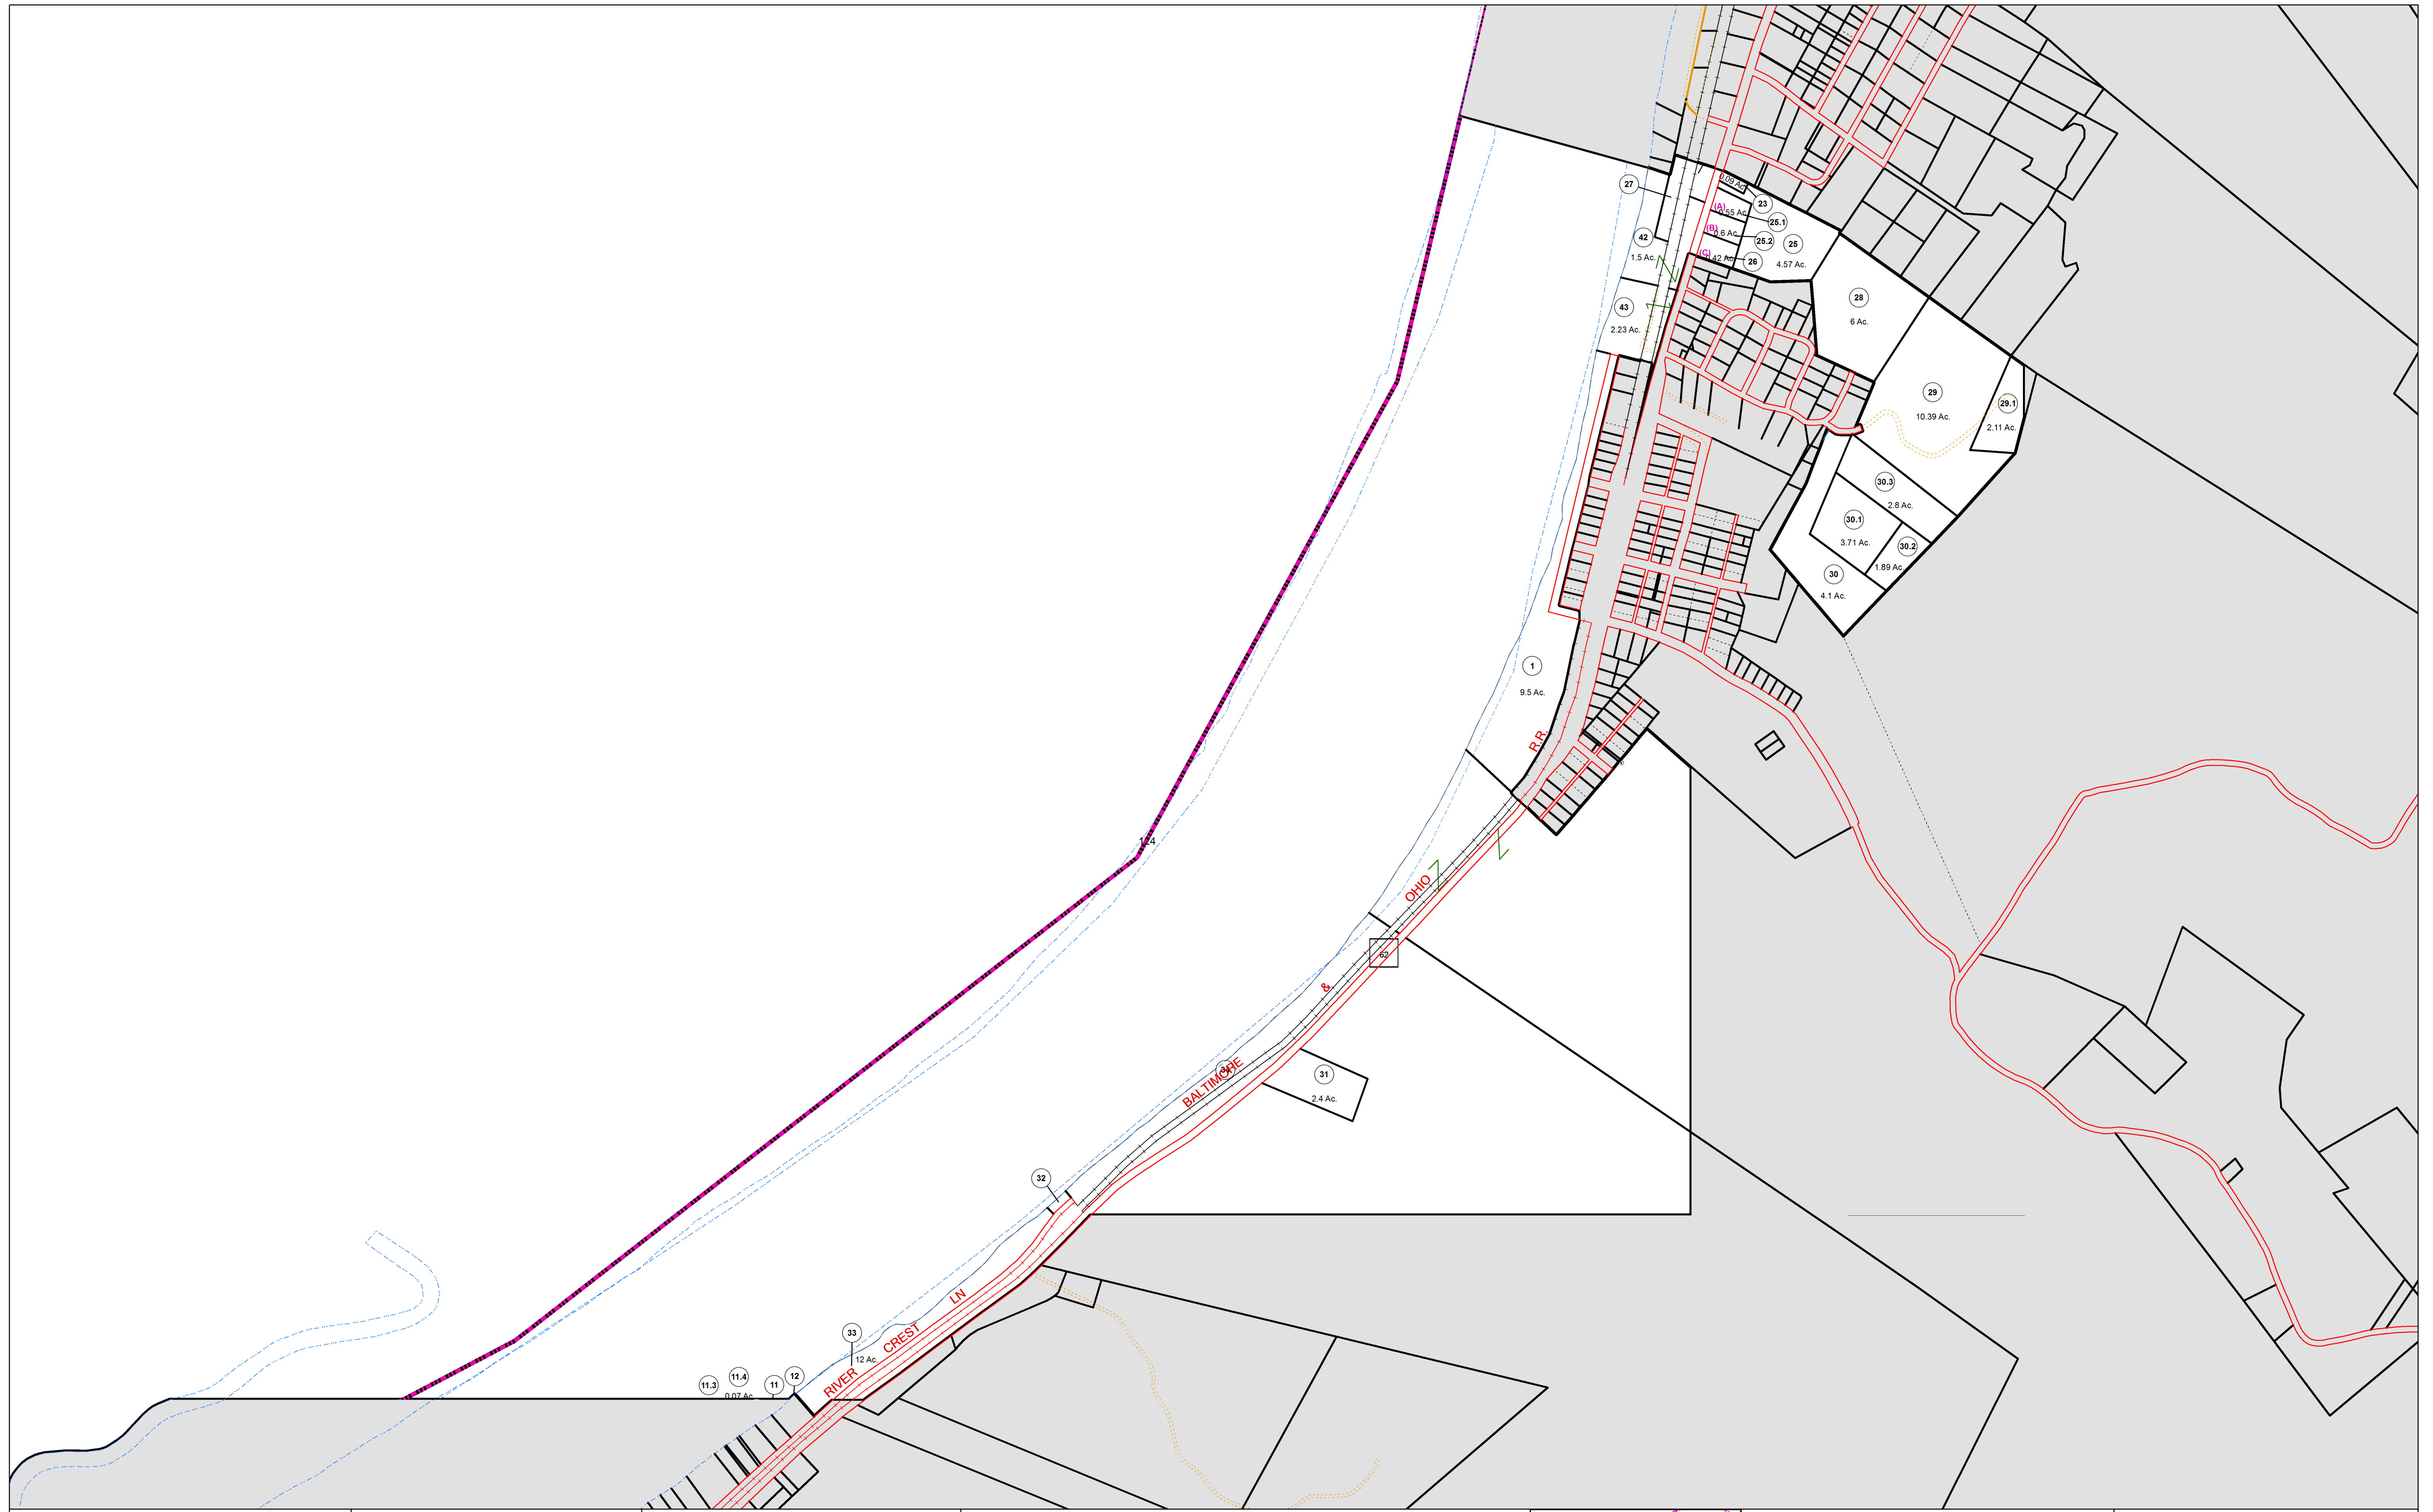 27
0.09 Ac.
23
(A)
0.55 Ac.
25.1
(B)
0.6 Ac.
25.2
25
4.57 Ac.
(C)
42 Ac.
26
42
1.5 Ac.
43
2.23 Ac.
28
6 Ac.
29
10.39 Ac.
29.1
2.11 Ac.
30.3
2.8 Ac.
30.1
3.71 Ac.
30.2
1.89 Ac.
30
4.1 Ac.
1
9.5 Ac.
R.R.
OHIO
62
&
BALTIMORE
31
2.4 Ac.
32
33
12 Ac.
RIVER CREST LN
11.3
11.4
0.07 Ac.
11
12